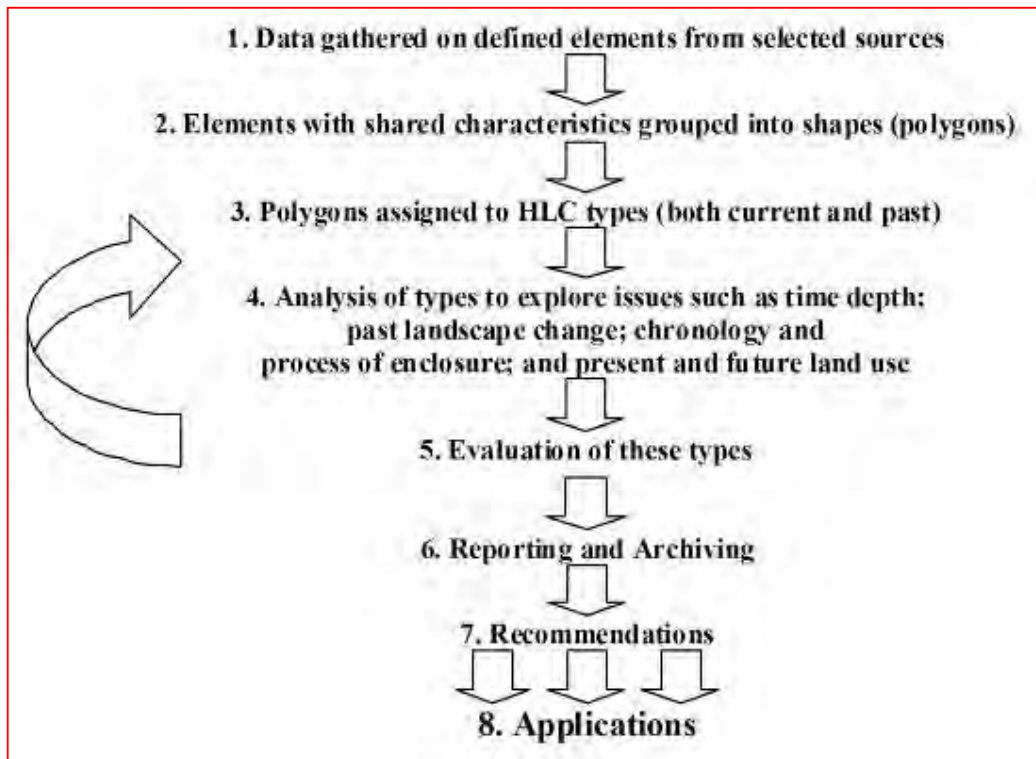 1. Data gathered on defined elements from selected sources
2. Elements with shared characteristics grouped into shapes (polygons)
3. Polygons assigned to HLC types (both current and past)
4. Analysis of types to explore issues such as time depth;
past landscape change; chronology and
process of enclosure; and present and future land use
5. Evaluation of these types
6. Reporting and Archiving
7. Recommendations
8. Applications